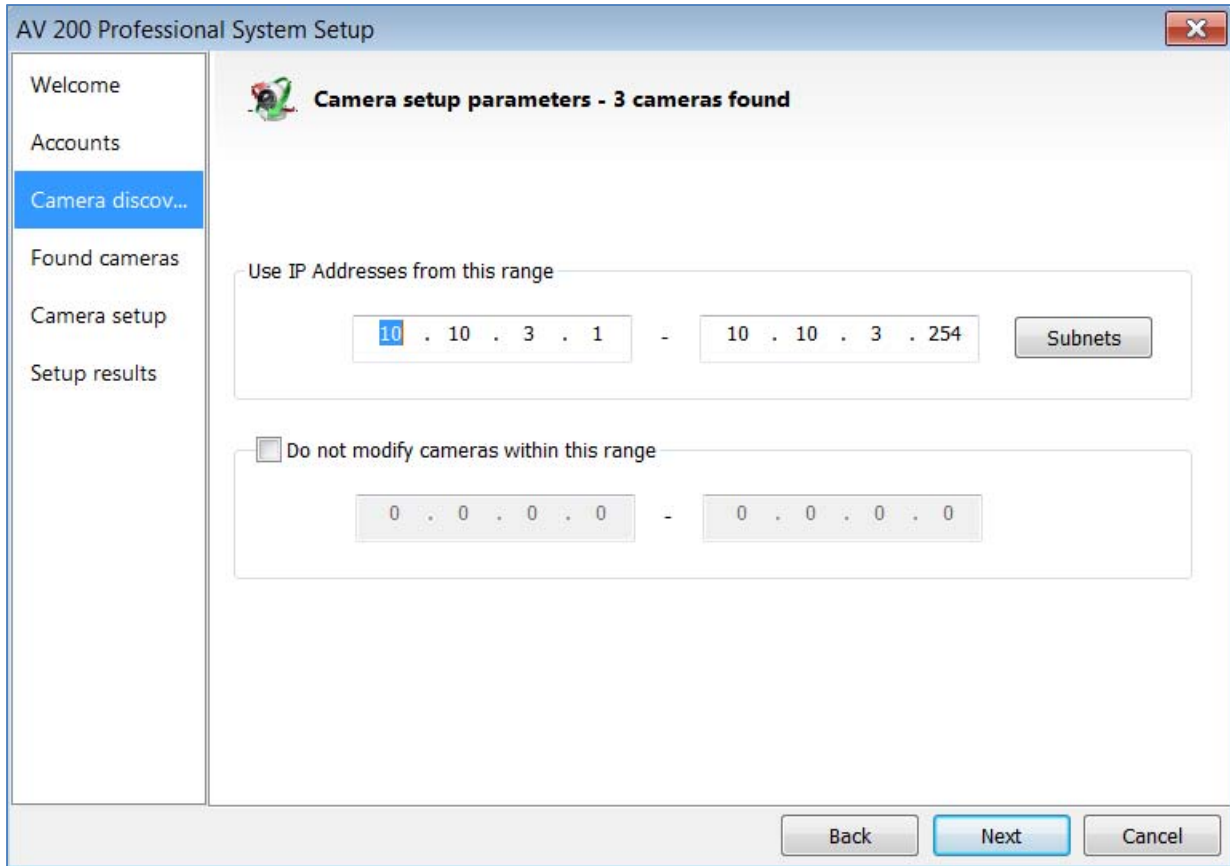 AV 200 Professional System Setup
Welcome
Accounts
Camera discov...
Found cameras
Camera setup
Setup results
Camera setup parameters - 3 cameras found
Use IP Addresses from this range
10 . 10 . 3 . 1 - 10 . 10 . 3 . 254 Subnets
Do not modify cameras within this range
0 . 0 . 0 . 0 - 0 . 0 . 0 . 0
Back Next Cancel